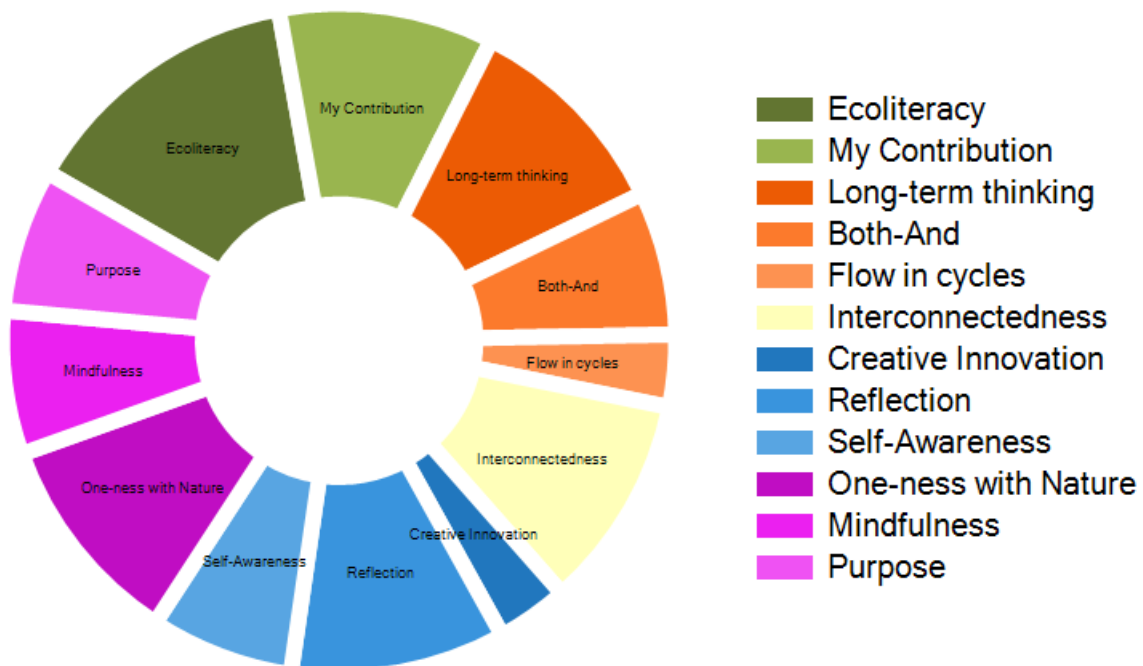 Ecoliteracy
My Contribution
Long-term thinking
Both-And
Flow in cycles
Interconnectedness
Creative Innovation
Reflection
Self-Awareness
One-ness with Nature
Mindfulness
Purpose
Ecoliteracy
My Contribution
Long-term thinking
Both-And
Flow in cycles
Interconnectedness
Creative Innovation
Reflection
Self-Awareness
One-ness with Nature
Mindfulness
Purpose